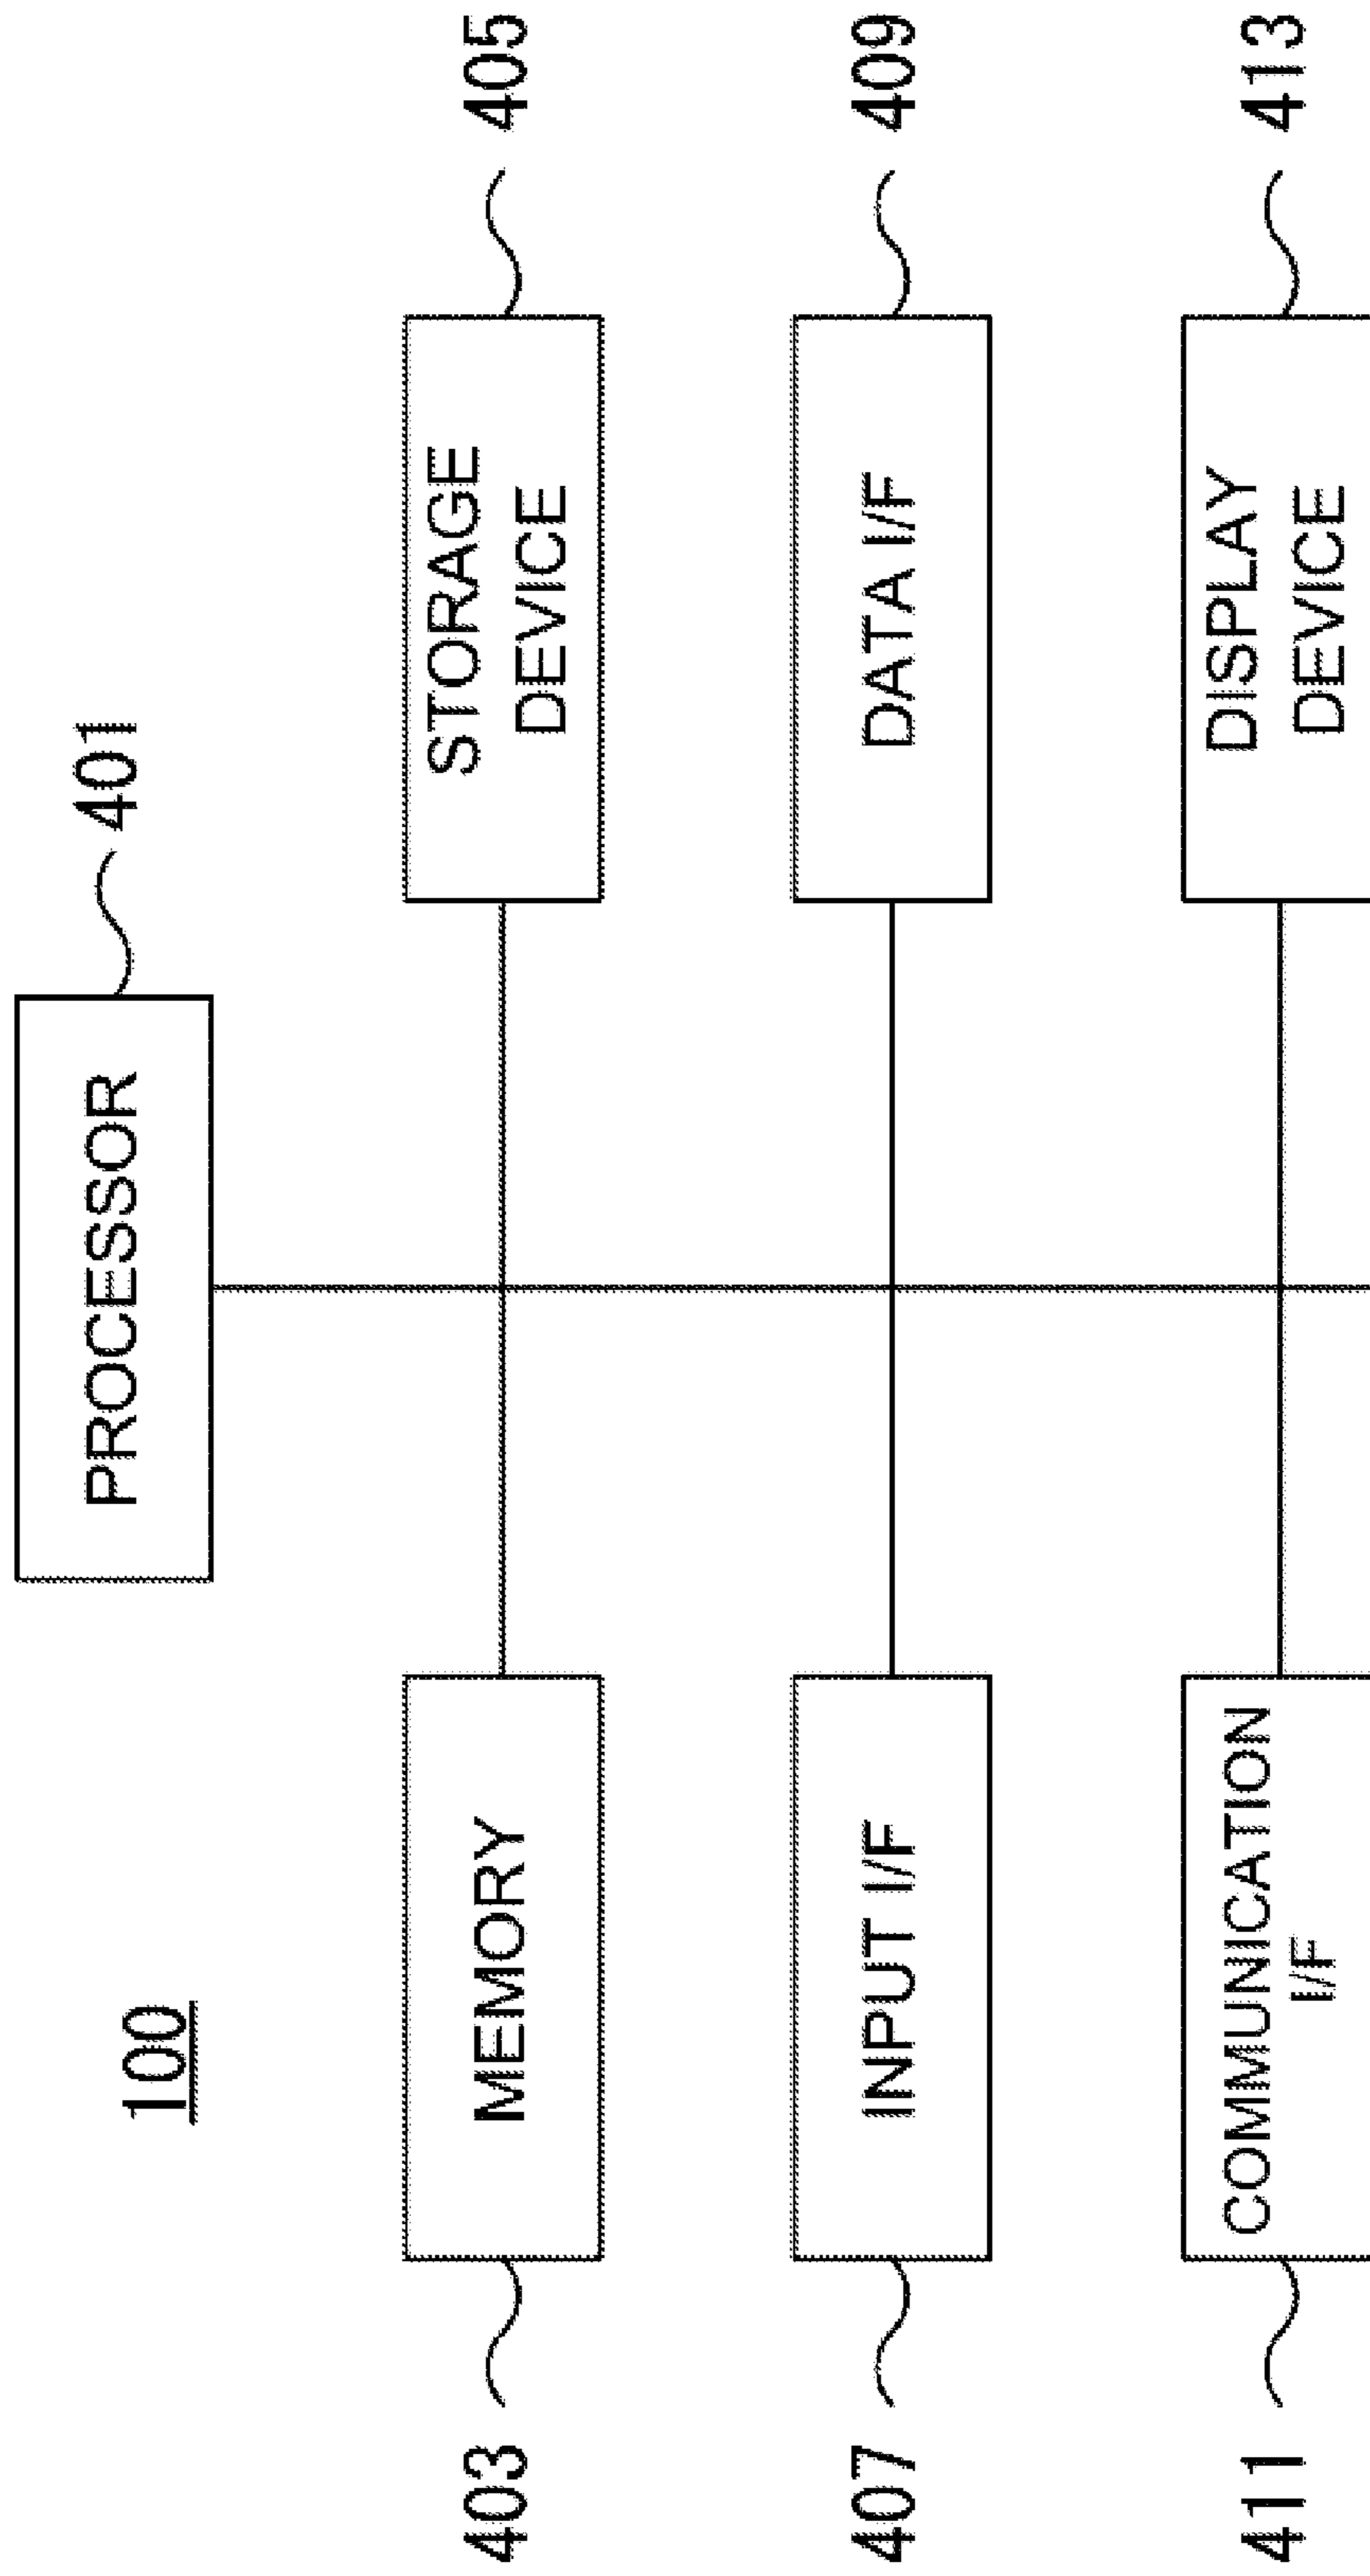 100
PROCESSOR
401
403
MEMORY
STORAGE
DEVICE
405
407
INPUT I/F
DATA I/F
409
411
COMMUNICATION
I/F
DISPLAY
DEVICE
413